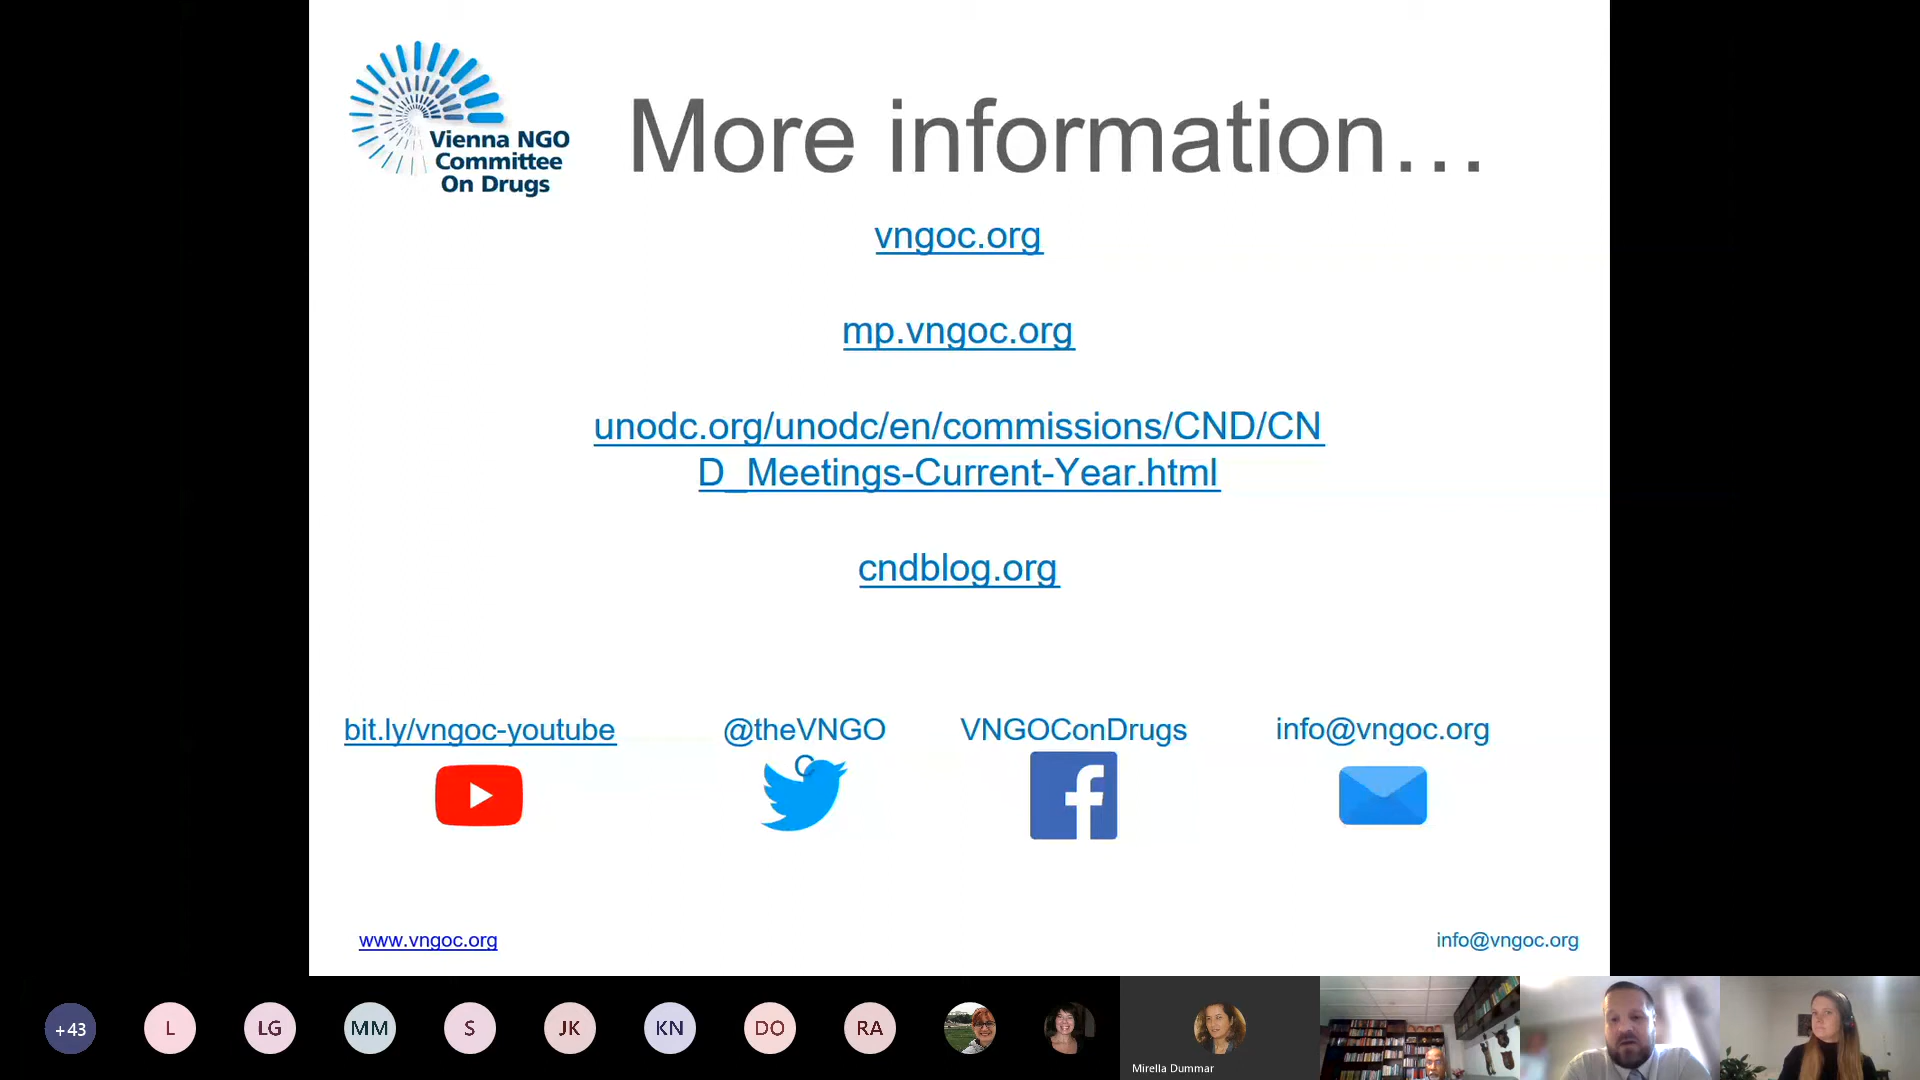 Vienna NGO
Committee
On Drugs
More information...
vngoc.org
mp.vngoc.org
unodc.org/unodc/en/commissions/CND/CN
D_Meetings-Current-Year.html
cndblog.org
bit.ly/vngoc-youtube
@theVNGO
C
VNGOConDrugs
info@vngoc.org
www.vngoc.org
info@vngoc.org
+43
L
LG
MM
S
JK
KN
DO
RA
Mirella Dummar